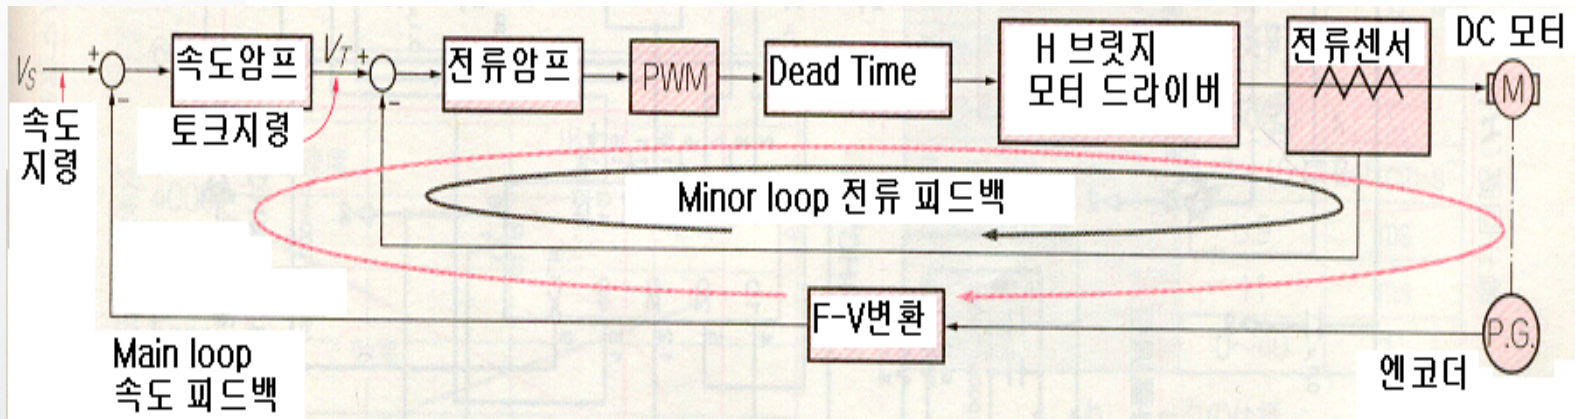 V_S
속도
지령
+
-
속도암프
V_T
토크지령
+
-
전류암프
PWM
Dead Time
H 브릿지
모터 드라이버
전류센서
DC 모터
M
Minor loop 전류 피드백
F-V변환
P.G.
엔코더
Main loop
속도 피드백